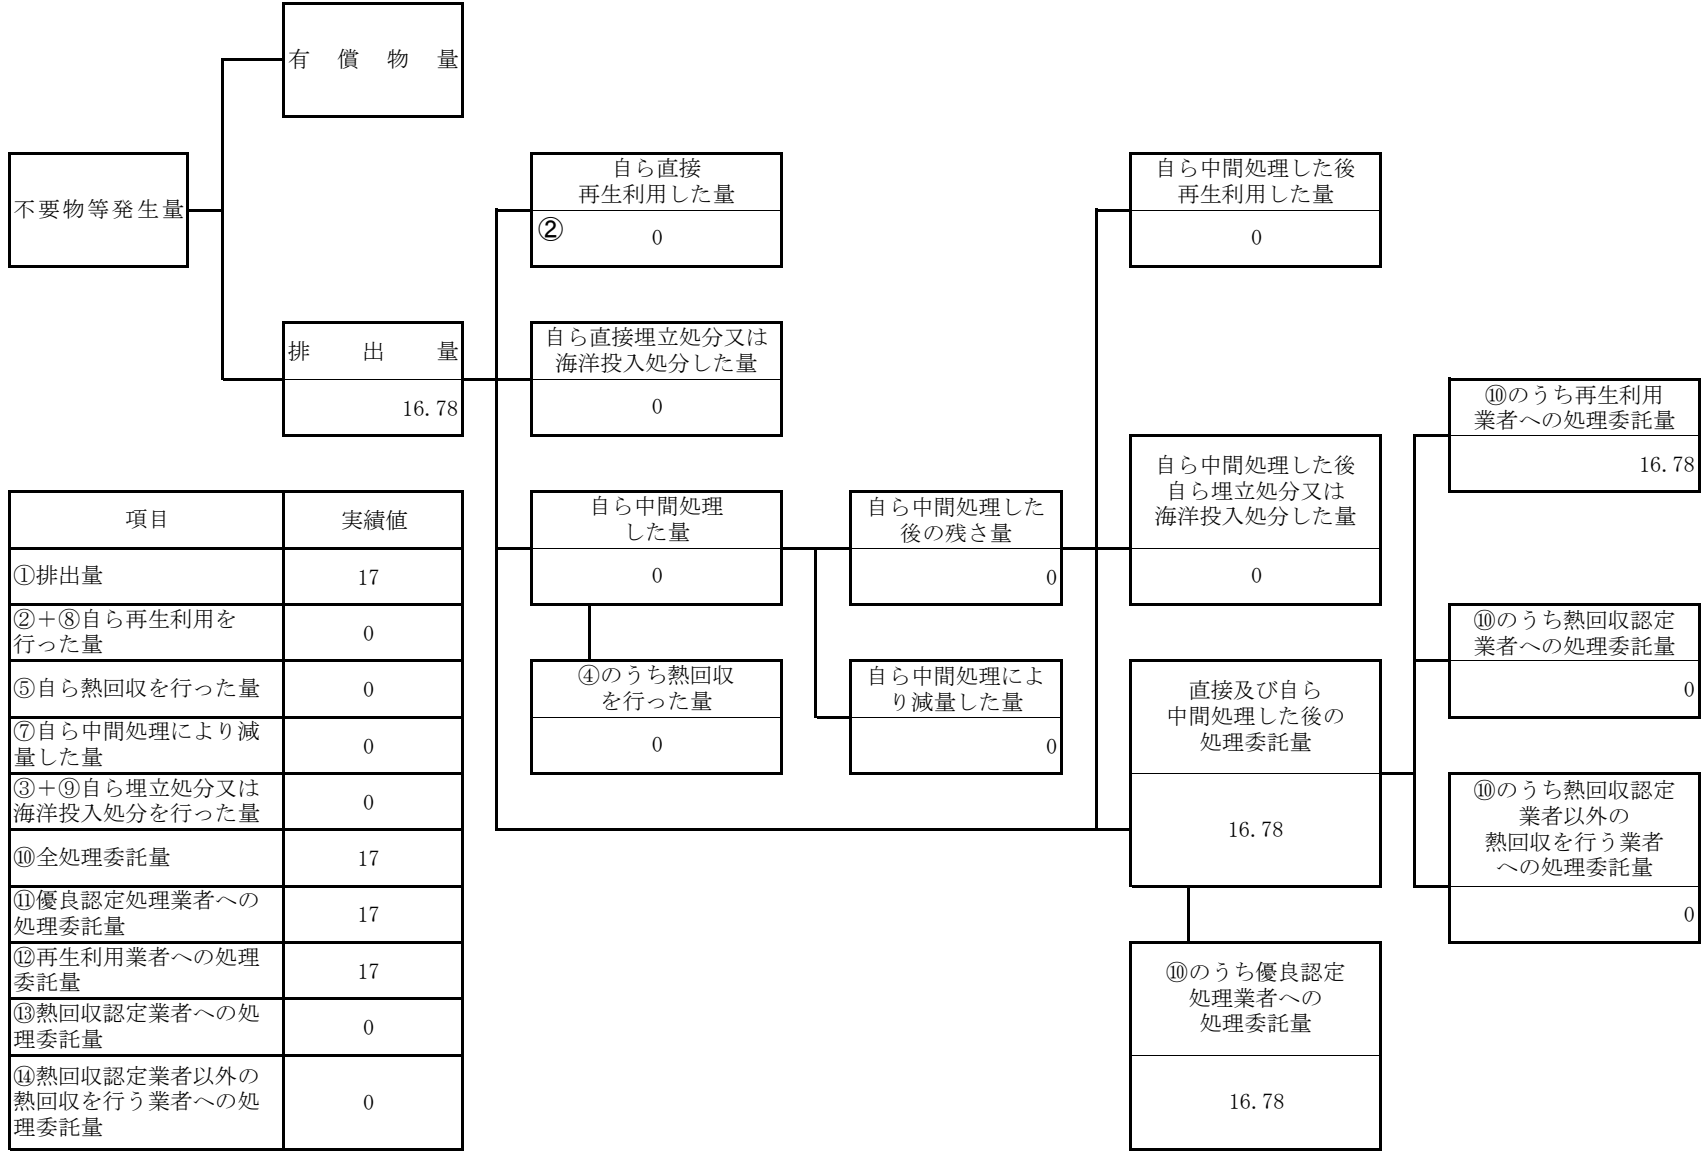 有償物量
不要物等発生量
排出量
16.78
自ら直接
再生利用した量
②
0
自ら直接埋立処分又は
海洋投入処分した量
0
自ら中間処理
した量
0
④のうち熱回収
を行った量
0
自ら中間処理した
後の残さ量
0
自ら中間処理によ
り減量した量
0
自ら中間処理した後
再生利用した量
0
自ら中間処理した後
自ら埋立処分又は
海洋投入処分した量
0
直接及び自ら
中間処理した後の
処理委託量
16.78
⑩のうち優良認定
処理業者への
処理委託量
16.78
⑩のうち再生利用
業者への処理委託量
16.78
⑩のうち熱回収認定
業者への処理委託量
0
⑩のうち熱回収認定
業者以外の
熱回収を行う業者
への処理委託量
0
項目 実績値
①排出量 17
②＋⑧自ら再生利用を
行った量 0
⑤自ら熱回収を行った量 0
⑦自ら中間処理により減
量した量 0
③＋⑨自ら埋立処分又は
海洋投入処分を行った量 0
⑩全処理委託量 17
⑪優良認定処理業者への
処理委託量 17
⑫再生利用業者への処理
委託量 17
⑬熱回収認定業者への処
理委託量 0
⑭熱回収認定業者以外の
熱回収を行う業者への処
理委託量 0